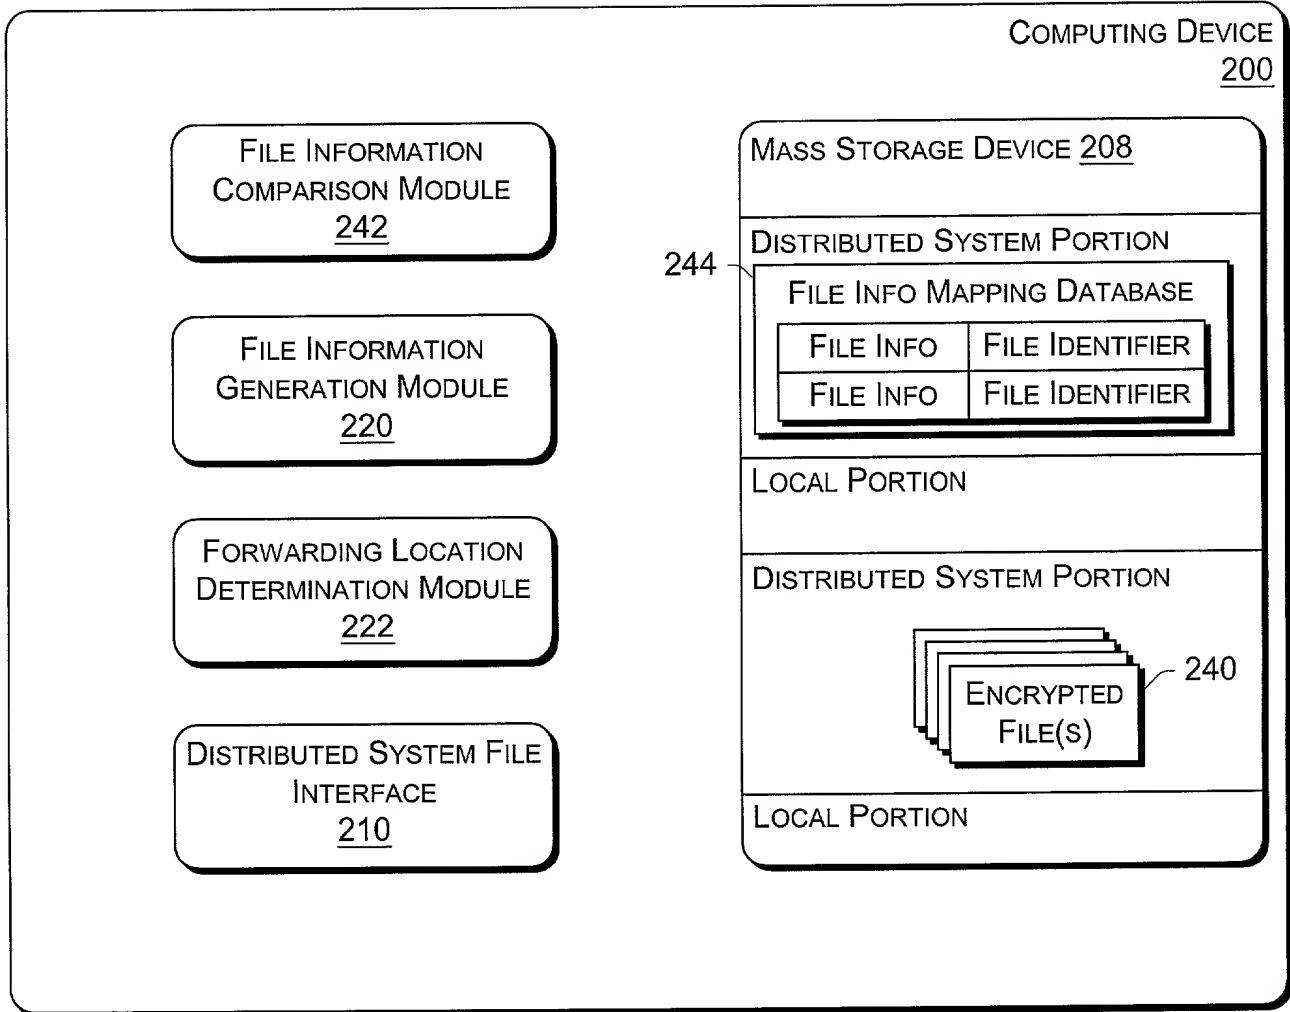 COMPUTING DEVICE
200
FILE INFORMATION
COMPARISON MODULE
242
FILE INFORMATION
GENERATION MODULE
220
FORWARDING LOCATION
DETERMINATION MODULE
222
DISTRIBUTED SYSTEM FILE
INTERFACE
210
MASS STORAGE DEVICE 208
DISTRIBUTED SYSTEM PORTION
244
FILE INFO MAPPING DATABASE
FILE INFO FILE IDENTIFIER
FILE INFO FILE IDENTIFIER
LOCAL PORTION
DISTRIBUTED SYSTEM PORTION
240
ENCRYPTED
FILE(S)
LOCAL PORTION